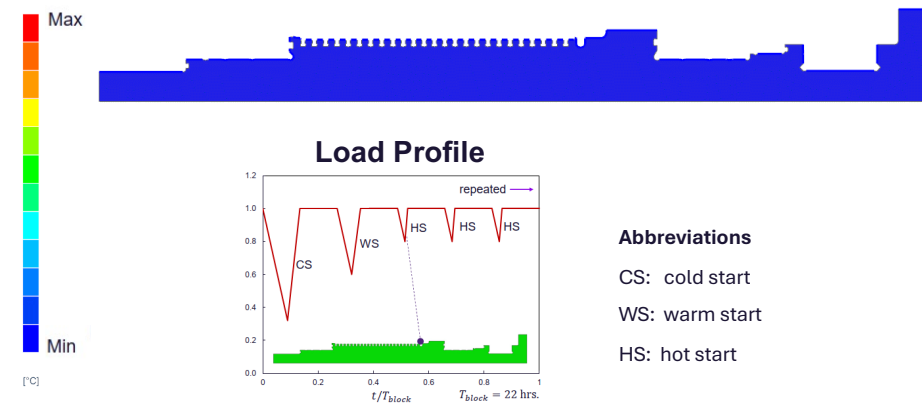 Max
Min
[°C]
Load Profile
repeated
1.2
1.0
0.8
0.6
0.4
0.2
0.0
CS
WS
HS
HS
HS
0
0.2
0.4
0.6
0.8
1
t/T_block
T_block = 22 hrs.
Abbreviations
CS: cold start
WS: warm start
HS: hot start